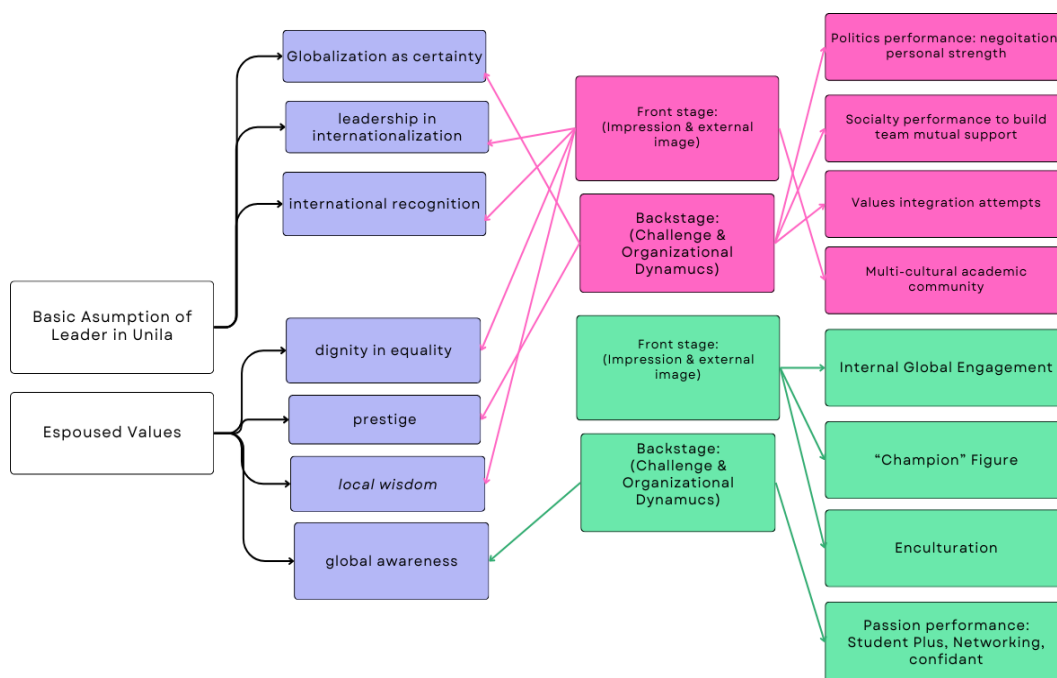 Globalization as certainty
leadership in
internationalization
international recognition
Basic Asumption of
Leader in Unila
Espoused Values
dignity in equality
prestige
local wisdom
global awareness
Front stage:
(Impression & external
image)
Backstage:
(Challenge &
Organizational
Dynamucs)
Front stage:
(Impression & external
image)
Backstage:
(Challenge &
Organizational
Dynamucs)
Politics performance: negoitation,
personal strength
Socialty performance to build
team mutual support
Values integration attempts
Multi-cultural academic
community
Internal Global Engagement
“Champion” Figure
Enculturation
Passion performance:
Student Plus, Networking,
confidant